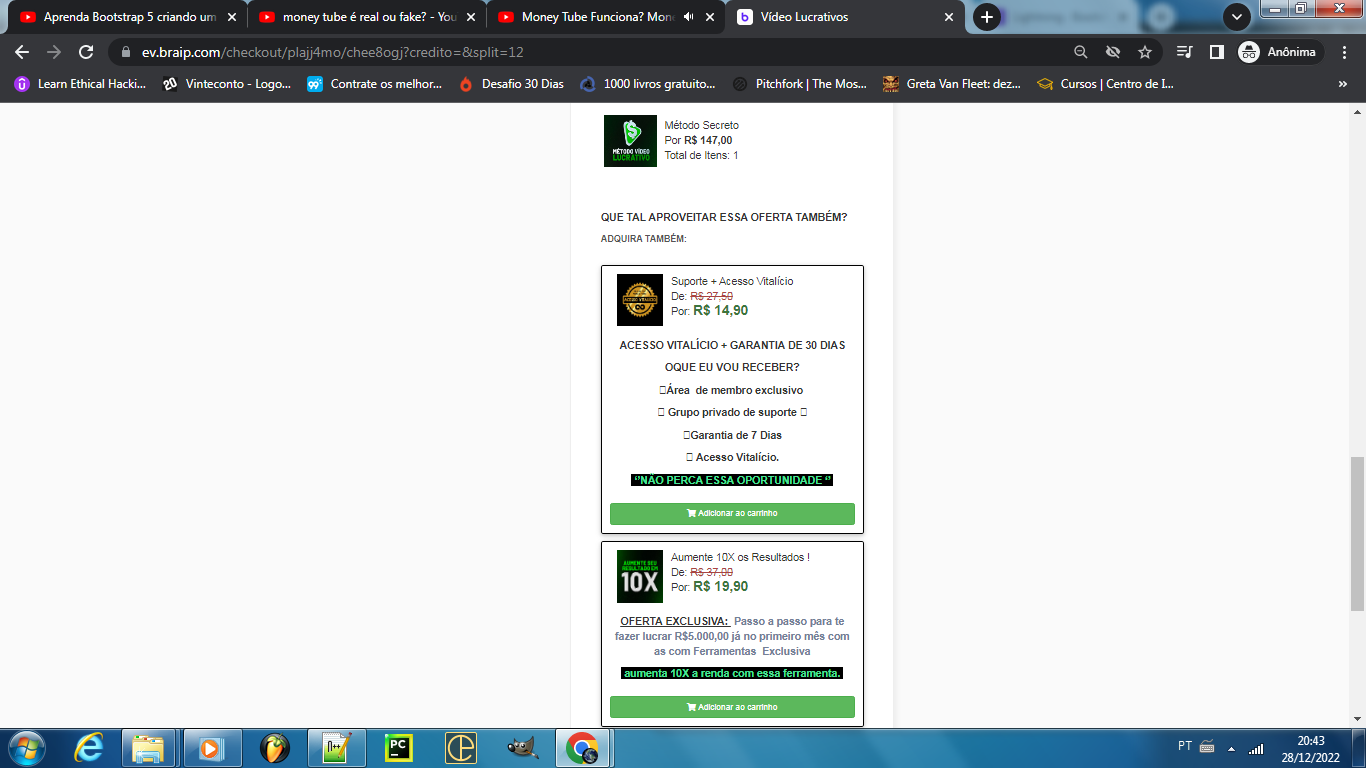 Aprenda Bootstrap 5 criando um
money tube é real ou fake? - You
Money Tube Funciona? Mone
Vídeo Lucrativos
ev.braip.com/checkout/plajj4mo/chee8ogj?credito=&split=12
Anônima
Learn Ethical Hacki...
Vinteconto - Logo...
Contrate os melhor...
Desafio 30 Dias
1000 livros gratuito...
Pitchfork | The Mos...
Greta Van Fleet: dez...
Cursos | Centro de I...
»
MÉTODO VÍDEO
LUCRATIVO
Método Secreto
Por R$ 147,00
Total de Itens: 1
QUE TAL APROVEITAR ESSA OFERTA TAMBÉM?
ADQUIRA TAMBÉM:
ACESSO VITALÍCIO
Suporte + Acesso Vitalício
De: R$ 27,50
Por: R$ 14,90
ACESSO VITALÍCIO + GARANTIA DE 30 DIAS
OQUE EU VOU RECEBER?
Área de membro exclusivo
Grupo privado de suporte
Garantia de 7 Dias
Acesso Vitalício.
“NÃO PERCA ESSA OPORTUNIDADE “
Adicionar ao carrinho
AUMENTE SEU
RESULTADO EM
10X
Aumente 10X os Resultados !
De: R$ 37,00
Por: R$ 19,90
OFERTA EXCLUSIVA: Passo a passo para te
fazer lucrar R$5.000,00 já no primeiro mês com
as com Ferramentas Exclusiva
aumenta 10X a renda com essa ferramenta.
Adicionar ao carrinho
PC
PT
20:43
28/12/2022